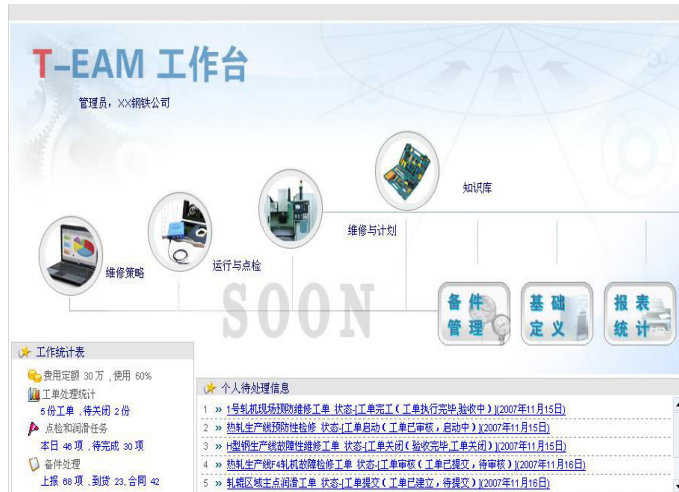 T-EAM 工作台
管理员，XX钢铁公司
知识库
维修与计划
运行与点检
维修策略
SOON
备件管理
基础定义
报表统计
工作统计表
费用定额 30万 ,使用 60%
工单处理统计
5份工单 ,待关闭 2份
点检和润滑任务
本日 46 项 ,待完成 30 项
备件处理
上报 68 项 ,到货 23,合同 42
个人待处理信息
1 » 1号轧机现场预防维修工单 状态-[工单完工（工单执行完毕,验收中）](2007年11月15日)
2 » 热轧生产线预防性检修 状态-[工单启动（工单已审核，启动中）](2007年11月15日)
3 » H型钢生产线故障性维修工单 状态-[工单关闭（验收完毕,工单关闭）](2007年11月15日)
4 » 热轧生产线F4轧机故障检修工单 状态-[工单审核（工单已提交，待审核）](2007年11月16日)
5 » 轧辊区域主点润滑工单 状态-[工单提交（工单已建立，待提交）](2007年11月16日)